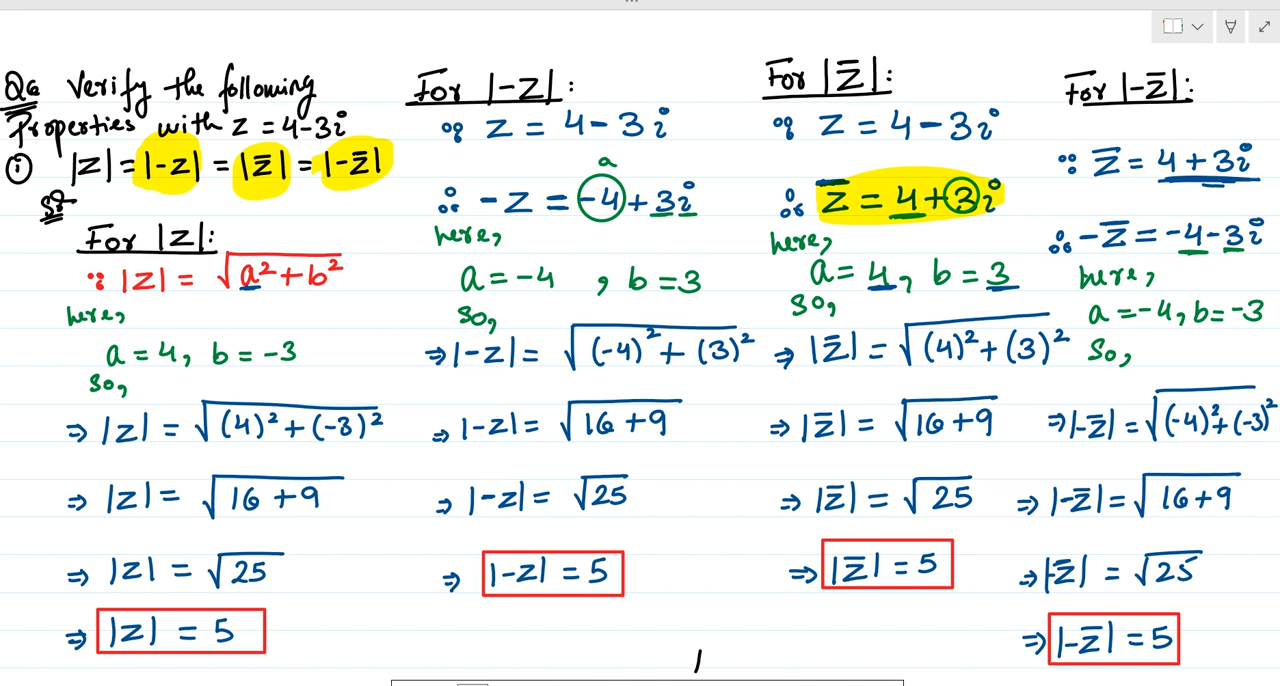 Q6 Verify the following
Properties with z = 4-3i
(i) |z| = |-z| = |z̅| = |-z̅|
Sol
For |z|:
∵ |z| = √(a² + b²)
here,
a = 4, b = -3
so,
⇒ |z| = √((4)² + (-3)²)
⇒ |z| = √(16 + 9)
⇒ |z| = √25
⇒ |z| = 5
For |-z|:
∵ z = 4 - 3i
a
∴ -z = -4 + 3i
here,
a = -4 , b = 3
so,
⇒ |-z| = √((-4)² + (3)²)
⇒ |-z| = √(16 + 9)
⇒ |-z| = √25
⇒ |-z| = 5
For |z̅|:
∵ z = 4 - 3i
∴ z̅ = 4 + 3i
here,
a = 4, b = 3
so,
⇒ |z̅| = √((4)² + (3)²)
⇒ |z̅| = √(16 + 9)
⇒ |z̅| = √25
⇒ |z̅| = 5
For |-z̅|:
∵ z̅ = 4 + 3i
∴ -z̅ = -4 - 3i
here,
a = -4, b = -3
so,
⇒ |-z̅| = √((-4)² + (-3)²)
⇒ |-z̅| = √(16 + 9)
⇒ |-z̅| = √25
⇒ |-z̅| = 5